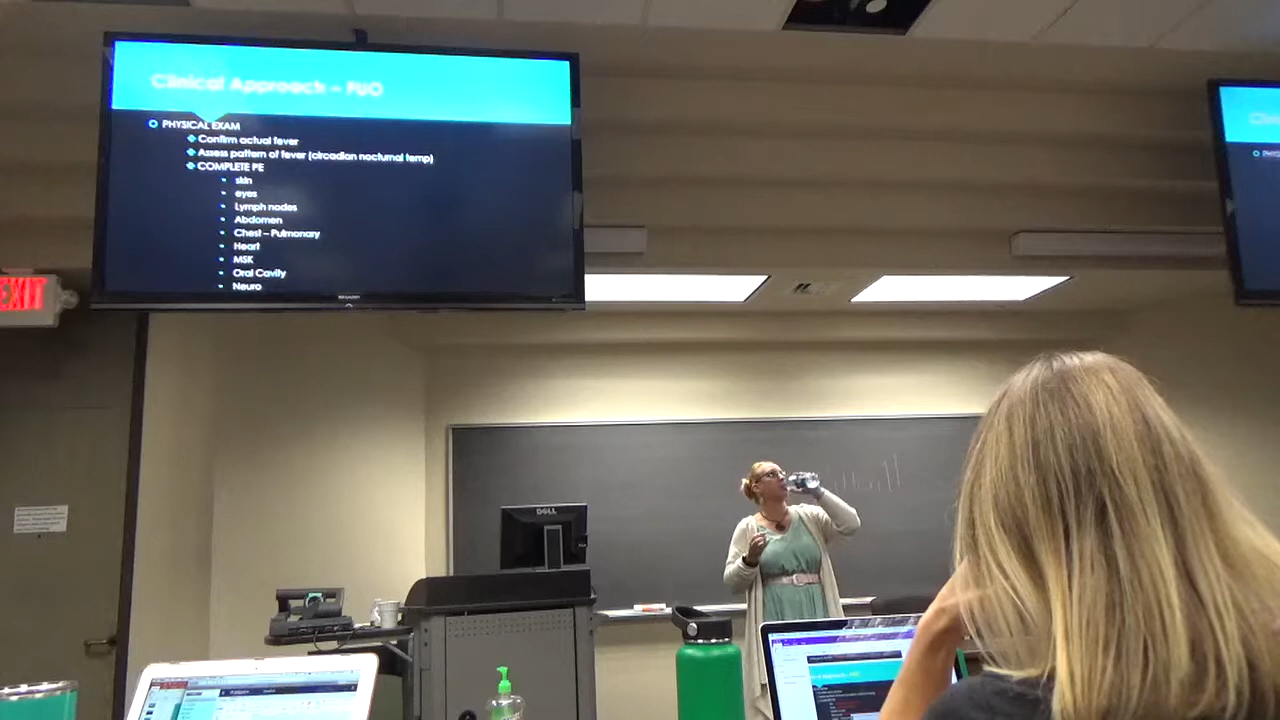 Clinical Approach – FUO
PHYSICAL EXAM
Confirm actual fever
Assess pattern of fever (circadian nocturnal temp)
COMPLETE PE
skin
eyes
Lymph nodes
Abdomen
Chest – Pulmonary
Heart
MSK
Oral Cavity
Neuro
SHARP
EXIT
DELL